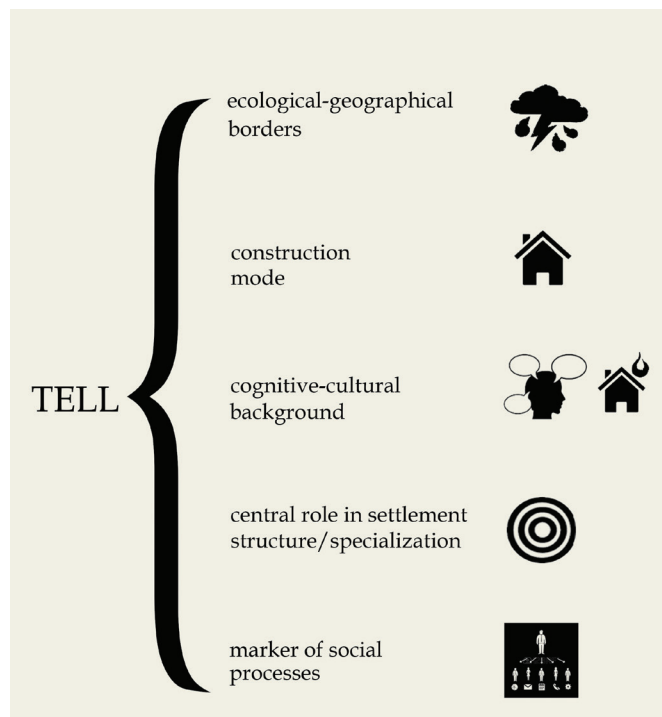 TELL
ecological-geographical
borders
construction
mode
cognitive-cultural
background
central role in settlement
structure/specialization
marker of social
processes